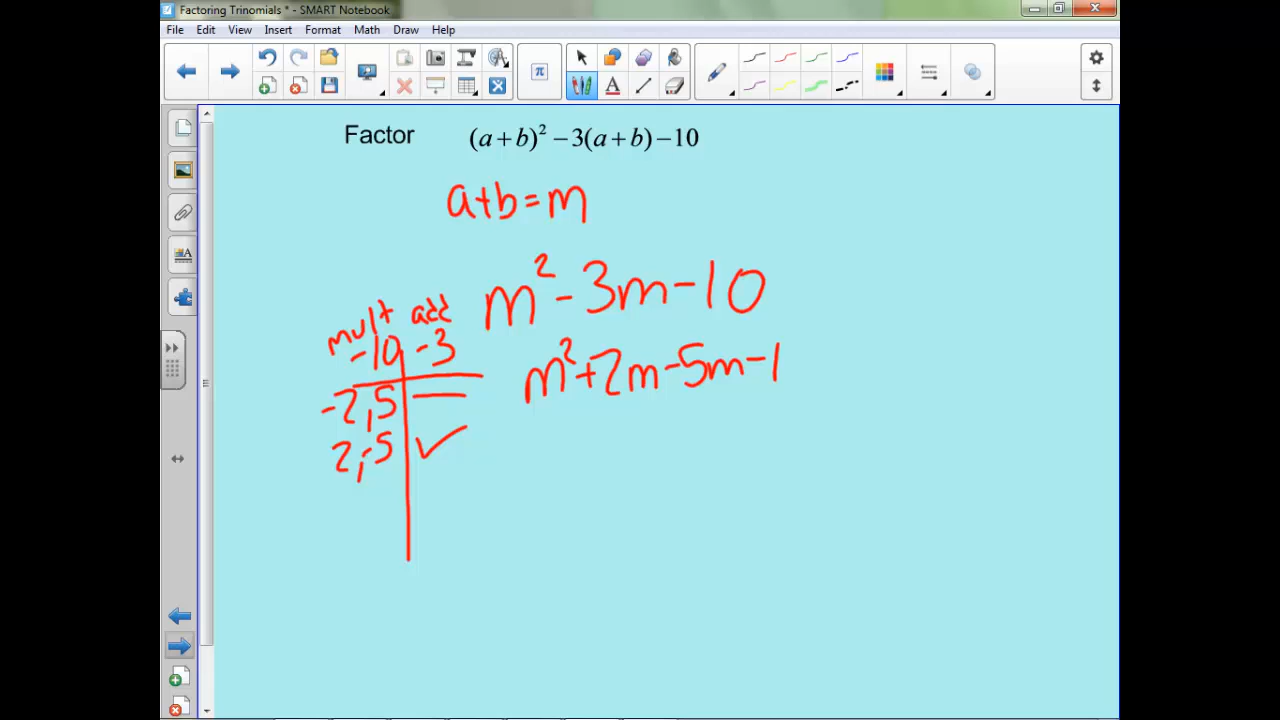 Factoring Trinomials * - SMART Notebook
File Edit View Insert Format Math Draw Help
π
A
Factor (a+b)² − 3(a+b) − 10
a+b=m
m² - 3m - 10
mult add
-10 -3
m² + 2m - 5m - 1
-2, 5
2, -5 ✓